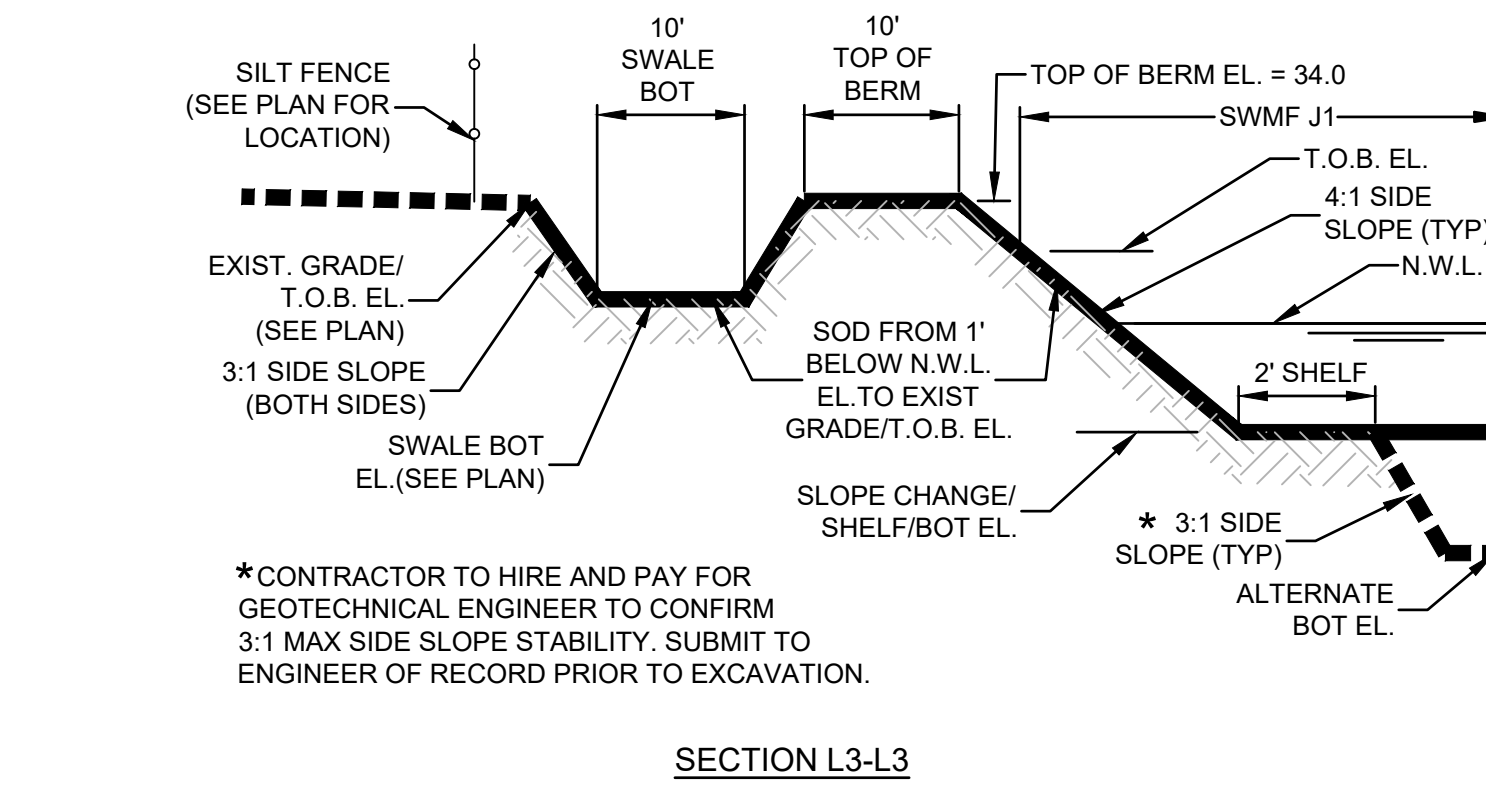 10'
SWALE
BOT
10'
TOP OF
BERM
SILT FENCE
(SEE PLAN FOR
LOCATION)
TOP OF BERM EL. = 34.0
SWMF J1
T.O.B. EL.
4:1 SIDE
SLOPE (TYP)
N.W.L.
EXIST. GRADE/
T.O.B. EL.
(SEE PLAN)
3:1 SIDE SLOPE
(BOTH SIDES)
SWALE BOT
EL.(SEE PLAN)
SOD FROM 1'
BELOW N.W.L.
EL.TO EXIST
GRADE/T.O.B. EL.
2' SHELF
SLOPE CHANGE/
SHELF/BOT EL.
* 3:1 SIDE
SLOPE (TYP)
ALTERNATE
BOT EL.
*CONTRACTOR TO HIRE AND PAY FOR
GEOTECHNICAL ENGINEER TO CONFIRM
3:1 MAX SIDE SLOPE STABILITY. SUBMIT TO
ENGINEER OF RECORD PRIOR TO EXCAVATION.
SECTION L3-L3